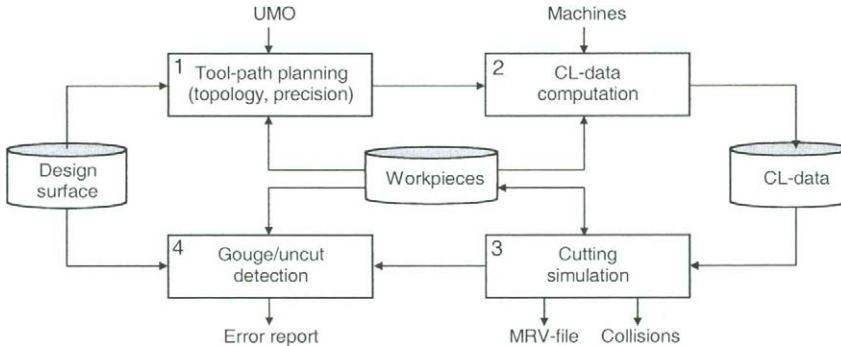 UMO
Machines
1
Tool-path planning
(topology, precision)
2
CL-data
computation
Design
surface
Workpieces
CL-data
4
Gouge/uncut
detection
3
Cutting
simulation
Error report
MRV-file
Collisions